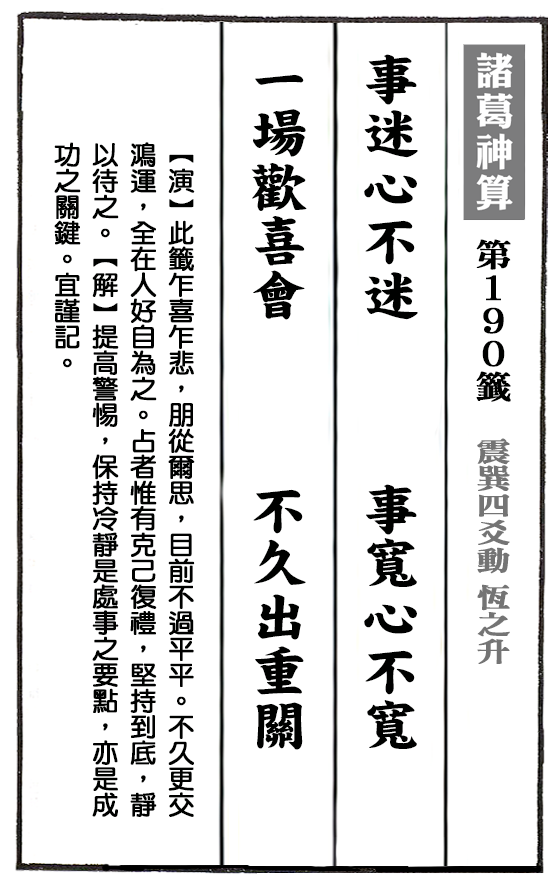 諸葛神算 第190籤 震巽四爻動 恆之升
事迷心不迷 事寬心不寬
一場歡喜會 不久出重關
【演】此籤乍喜乍悲，朋從爾思，目前不過平平。不久更交
鴻運，全在人好自為之。占者惟有克己復禮，堅持到底，靜
以待之。【解】提高警惕，保持冷靜是處事之要點，亦是成
功之關鍵。宜謹記。